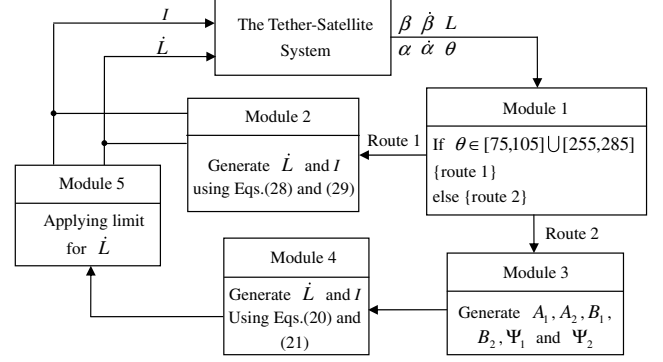 I
L̇
The Tether-Satellite
System
β β̇ L
α α̇ θ
Module 1
If θ∈[75,105]∪[255,285]
{route 1}
else {route 2}
Route 1
Module 2
Generate L̇ and I
using Eqs.(28) and (29)
Route 2
Module 3
Generate A₁, A₂, B₁,
B₂, Ψ₁ and Ψ₂
Module 4
Generate L̇ and I
Using Eqs.(20) and
(21)
Module 5
Applying limit
for L̇